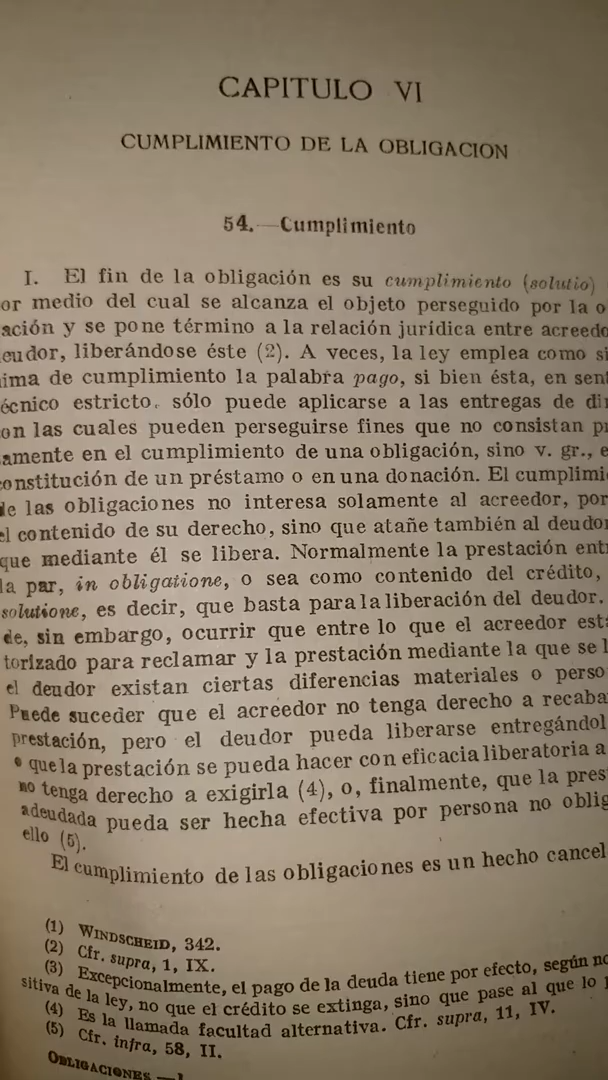 CAPITULO VI
CUMPLIMIENTO DE LA OBLIGACION
54.—Cumplimiento
I. El fin de la obligación es su cumplimiento (solutio)
or medio del cual se alcanza el objeto perseguido por la o
ación y se pone término a la relación jurídica entre acreedo
eudor, liberándose éste (2). A veces, la ley emplea como si
ima de cumplimiento la palabra pago, si bien ésta, en sent
écnico estricto, sólo puede aplicarse a las entregas de di
on las cuales pueden perseguirse fines que no consistan pr
amente en el cumplimiento de una obligación, sino v. gr., e
onstitución de un préstamo o en una donación. El cumplimi
de las obligaciones no interesa solamente al acreedor, por
el contenido de su derecho, sino que atañe también al deudor
que mediante él se libera. Normalmente la prestación ent
la par, in obligatione, o sea como contenido del crédito,
solutione, es decir, que basta para la liberación del deudor.
de, sin embargo, ocurrir que entre lo que el acreedor est
torizado para reclamar y la prestación mediante la que se l
el deudor existan ciertas diferencias materiales o perso
Puede suceder que el acreedor no tenga derecho a recaba
prestación, pero el deudor pueda liberarse entregándol
o que la prestación se pueda hacer con eficacia liberatoria a
no tenga derecho a exigirla (4), o, finalmente, que la pres
adeudada pueda ser hecha efectiva por persona no oblig
ello (5).
El cumplimiento de las obligaciones es un hecho cancel
(1) WINDSCHEID, 342.
(2) Cfr. supra, 1, IX.
(3) Excepcionalmente, el pago de la deuda tiene por efecto, según no
sitiva de la ley, no que el crédito se extinga, sino que pase al que lo
(4) Es la llamada facultad alternativa. Cfr. supra, 11, IV.
(5) Cfr. infra, 58, II.
OBLIGACIONES.—